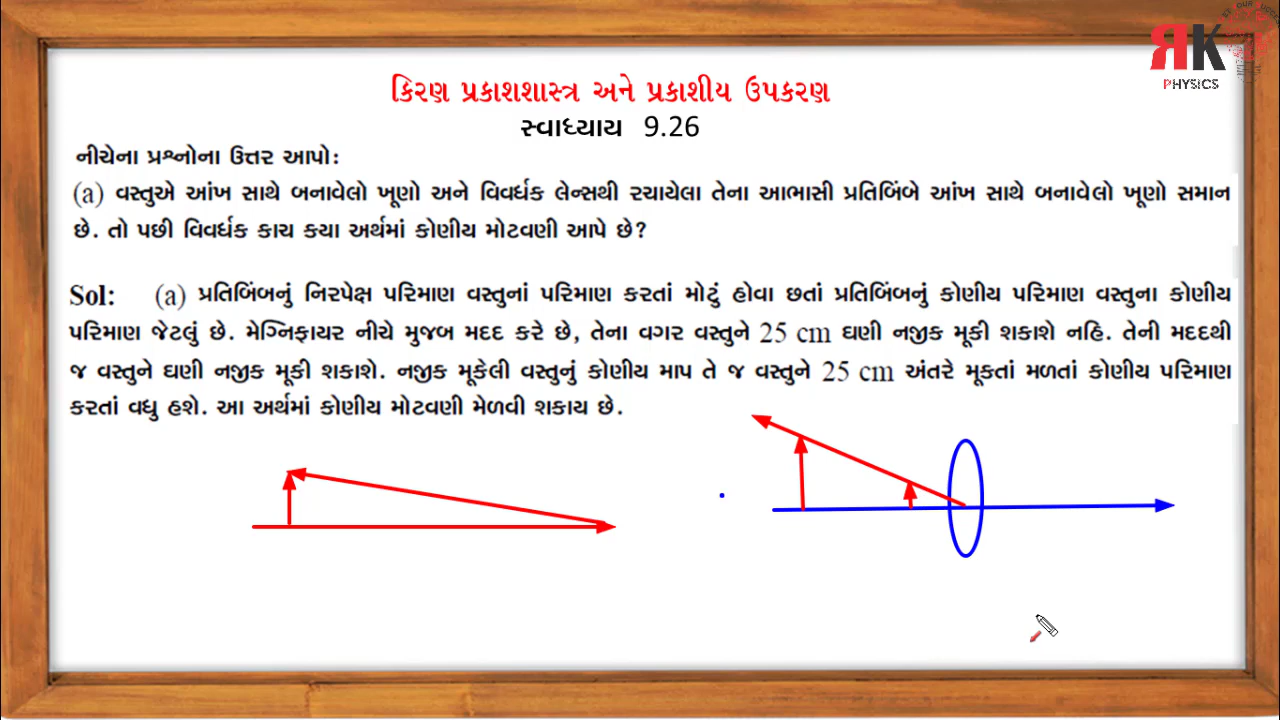 ЯK
PHYSICS
કિરણ પ્રકાશશાસ્ત્ર અને પ્રકાશીય ઉપકરણ
સ્વાધ્યાય 9.26
નીચેના પ્રશ્નોના ઉત્તર આપો:
(a) વસ્તુએ આંખ સાથે બનાવેલો ખૂણો અને વિવર્ધક લેન્સથી રચાયેલા તેના આભાસી પ્રતિબિંબે આંખ સાથે બનાવેલો ખૂણો સમાન
છે. તો પછી વિવર્ધક કાચ કયા અર્થમાં કોણીય મોટવણી આપે છે?
Sol: (a) પ્રતિબિંબનું નિરપેક્ષ પરિમાણ વસ્તુનાં પરિમાણ કરતાં મોટું હોવા છતાં પ્રતિબિંબનું કોણીય પરિમાણ વસ્તુના કોણીય
પરિમાણ જેટલું છે. મેગ્નિફાયર નીચે મુજબ મદદ કરે છે, તેના વગર વસ્તુને 25 cm ઘણી નજીક મૂકી શકાશે નહિ. તેની મદદથી
જ વસ્તુને ઘણી નજીક મૂકી શકાશે. નજીક મૂકેલી વસ્તુનું કોણીય માપ તે જ વસ્તુને 25 cm અંતરે મૂકતાં મળતાં કોણીય પરિમાણ
કરતાં વધુ હશે. આ અર્થમાં કોણીય મોટવણી મેળવી શકાય છે.